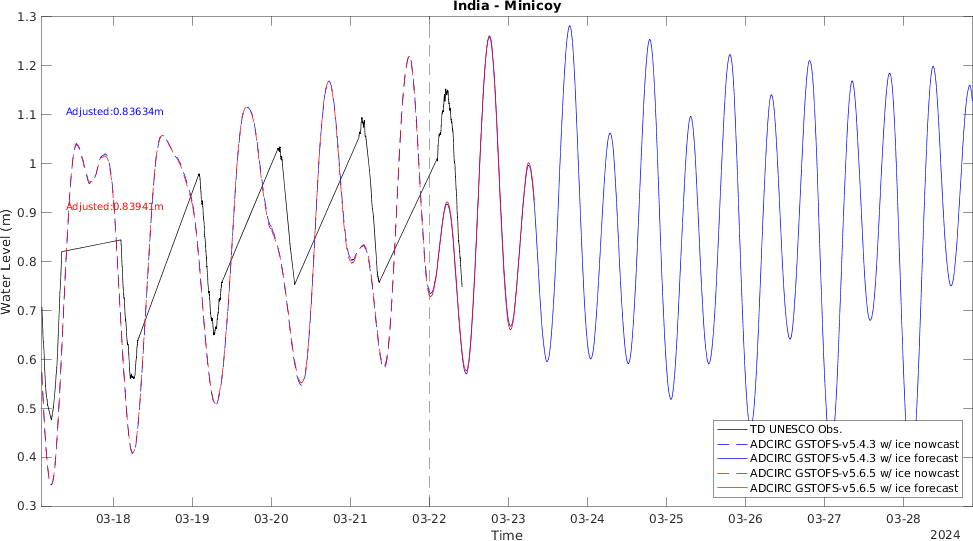 India - Minicoy
1.3
1.2
1.1
1
0.9
0.8
0.7
0.6
0.5
0.4
0.3
Water Level (m)
Adjusted:0.83634m
Adjusted:0.83941m
TD UNESCO Obs.
ADCIRC GSTOFS-v5.4.3 w/ ice nowcast
ADCIRC GSTOFS-v5.4.3 w/ ice forecast
ADCIRC GSTOFS-v5.6.5 w/ ice nowcast
ADCIRC GSTOFS-v5.6.5 w/ ice forecast
03-18 03-19 03-20 03-21 03-22 03-23 03-24 03-25 03-26 03-27 03-28
Time
2024